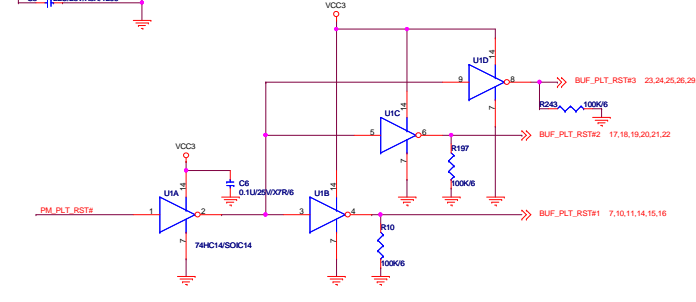 VCC3
14
U1D
9
8
BUF_PLT_RST#3 23,24,25,26,29
7
R243
100K/6
14
U1C
5
6
BUF_PLT_RST#2 17,18,19,20,21,22
7
R197
100K/6
VCC3
14
C6
0.1U/25V/X7R/6
U1A
PM_PLT_RST#
1
2
7
74HC14/SOIC14
14
U1B
3
4
BUF_PLT_RST#1 7,10,11,14,15,16
7
R10
100K/6